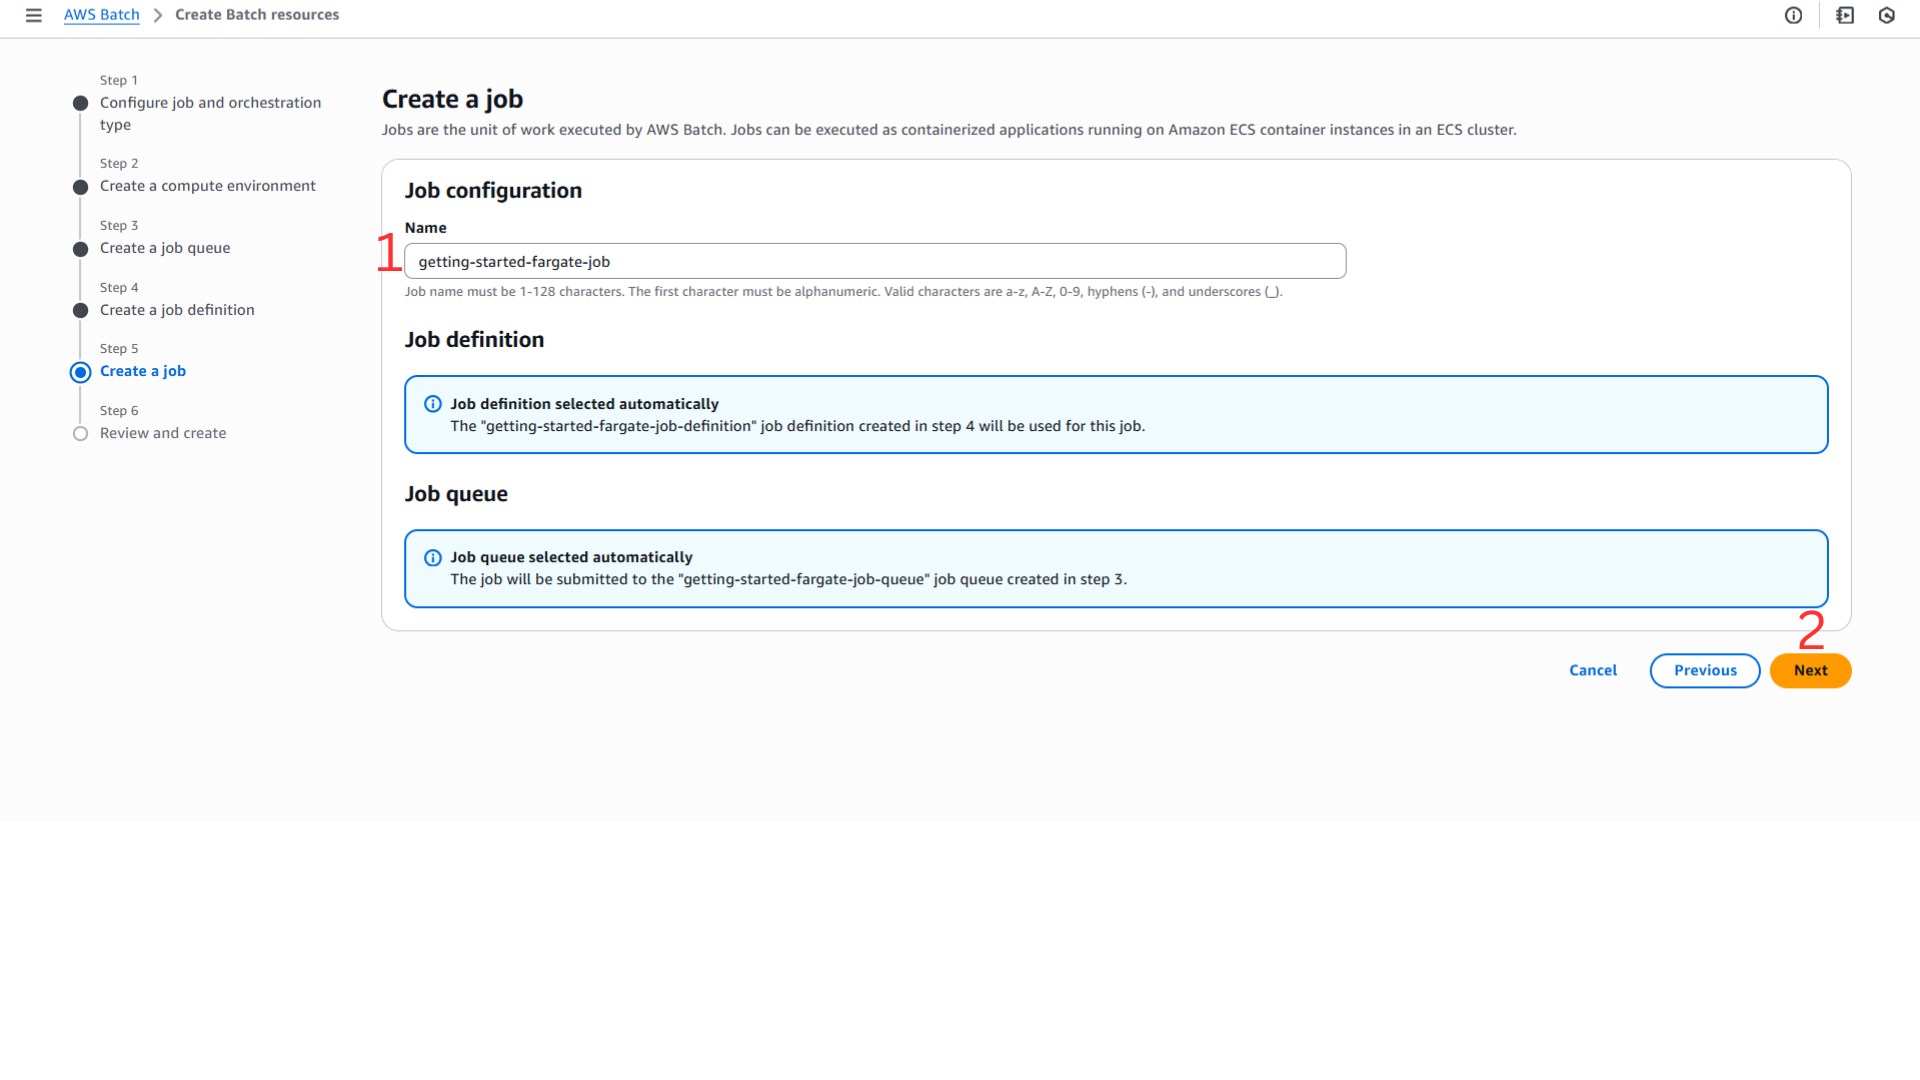 AWS Batch > Create Batch resources
Step 1
Configure job and orchestration
type
Step 2
Create a compute environment
Step 3
Create a job queue
Step 4
Create a job definition
Step 5
Create a job
Step 6
Review and create
Create a job
Jobs are the unit of work executed by AWS Batch. Jobs can be executed as containerized applications running on Amazon ECS container instances in an ECS cluster.
Job configuration
Name
1
getting-started-fargate-job
Job name must be 1-128 characters. The first character must be alphanumeric. Valid characters are a-z, A-Z, 0-9, hyphens (-), and underscores (_).
Job definition
Job definition selected automatically
The "getting-started-fargate-job-definition" job definition created in step 4 will be used for this job.
Job queue
Job queue selected automatically
The job will be submitted to the "getting-started-fargate-job-queue" job queue created in step 3.
2
Cancel Previous Next